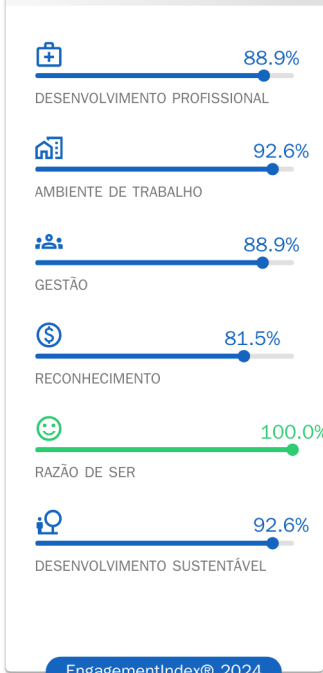 88.9%
DESENVOLVIMENTO PROFISSIONAL
92.6%
AMBIENTE DE TRABALHO
88.9%
GESTÃO
81.5%
RECONHECIMENTO
100.0%
RAZÃO DE SER
92.6%
DESENVOLVIMENTO SUSTENTÁVEL
EngagementIndex® 2024